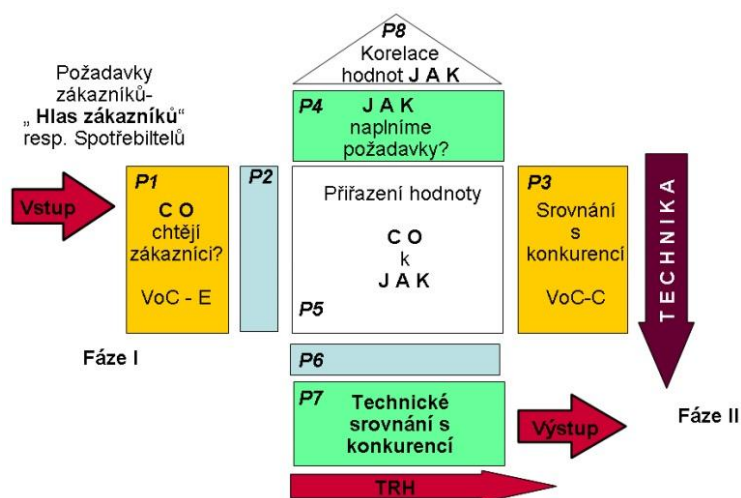 P8
Korelace
hodnot J A K
Požadavky
zákazníků-
„ Hlas zákazníků“
resp. Spotřebiltelů
P4 J A K
naplníme
požadavky?
Vstup
P1
C O
chtějí
zákazníci?
VoC - E
P2
Přiřazení hodnoty
C O
k
J A K
P5
P3
Srovnání
s
konkurencí
VoC-C
TECHNIKA
Fáze I
P6
P7 Technické
srovnání s
konkurencí
Výstup
Fáze II
TRH